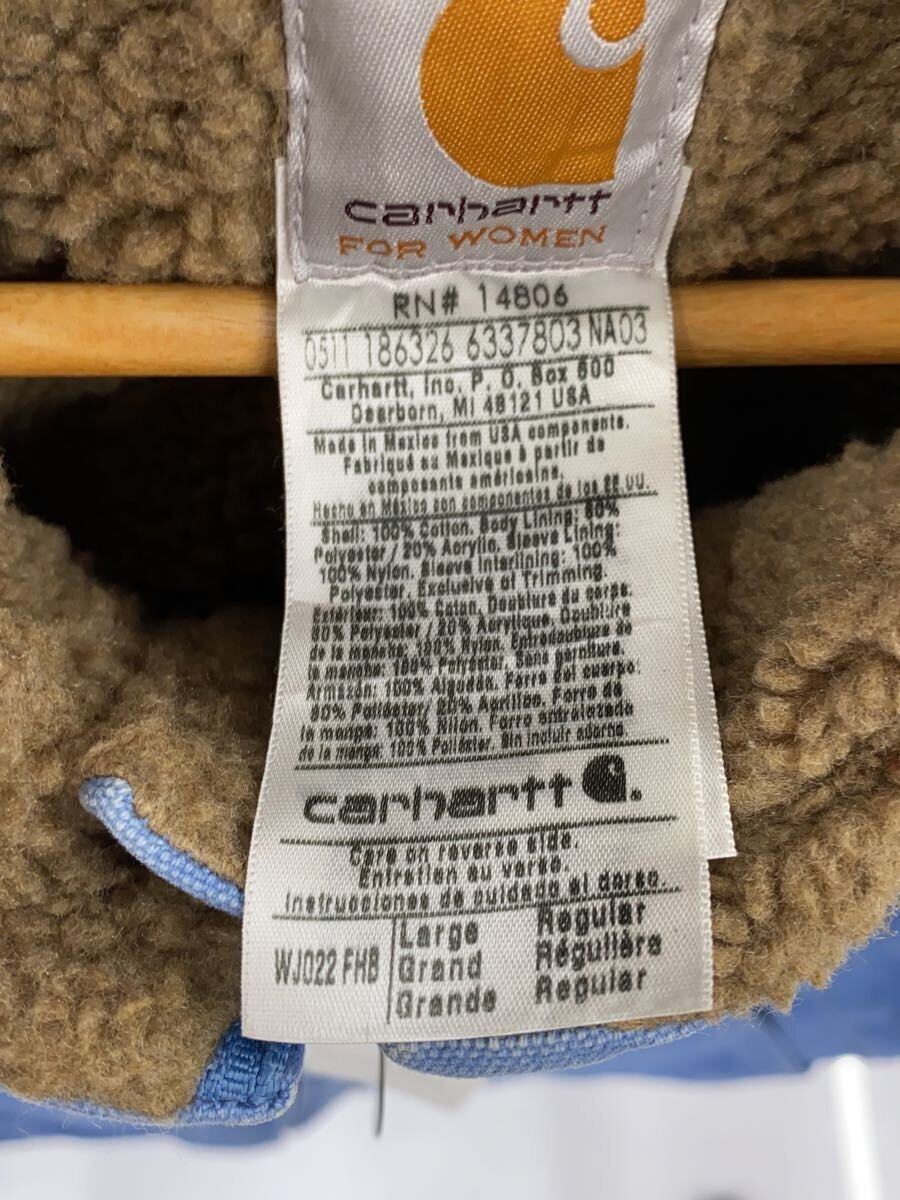 carhartt
FOR WOMEN
RN# 14806
0511 186326 6337803 NA03
Carhartt, Inc. P. O. Box 600
Dearborn, MI 48121 USA
Made in Mexico from USA components.
Fabriqué au Mexique à partir de
composants américains.
Hecho en México con componentes de los EE.UU.
Shell: 100% Cotton. Body Lining: 80%
Polyester / 20% Acrylic. Sleeve Lining:
100% Nylon. Sleeve Interlining: 100%
Polyester. Exclusive of Trimming.
Extérieur: 100% Coton. Doublure du corps:
80% Polyester / 20% Acrylique. Doublure
de la manche: 100% Nylon. Entredoublure de
la manche: 100% Polyester. Sans garniture.
Armazón: 100% Algodón. Forro del cuerpo:
80% Poliéster, 20% Acrílico. Forro de
la manga: 100% Nilón. Forro entrelazado
de la manga: 100% Poliéster. Sin incluir adorno.
carhartt
Care on reverse side.
Entretien au verso.
Instrucciones de cuidado al dorso.
WJ022 FHB
Large Regular
Grand Régulière
Grande Regular